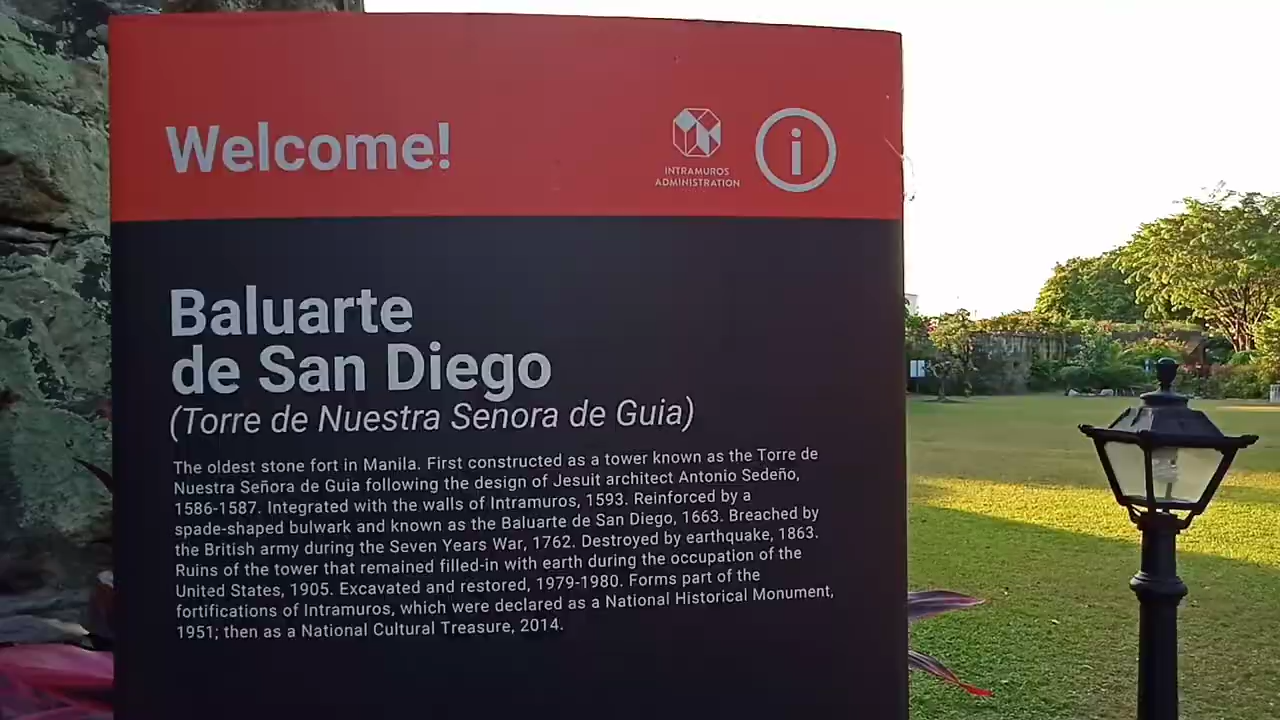 Welcome!
INTRAMUROS
ADMINISTRATION
i
Baluarte
de San Diego
(Torre de Nuestra Senora de Guia)
The oldest stone fort in Manila. First constructed as a tower known as the Torre de
Nuestra Señora de Guia following the design of Jesuit architect Antonio Sedeño,
1586-1587. Integrated with the walls of Intramuros, 1593. Reinforced by a
spade-shaped bulwark and known as the Baluarte de San Diego, 1663. Breached by
the British army during the Seven Years War, 1762. Destroyed by earthquake, 1863.
Ruins of the tower that remained filled-in with earth during the occupation of the
United States, 1905. Excavated and restored, 1979-1980. Forms part of the
fortifications of Intramuros, which were declared as a National Historical Monument,
1951; then as a National Cultural Treasure, 2014.